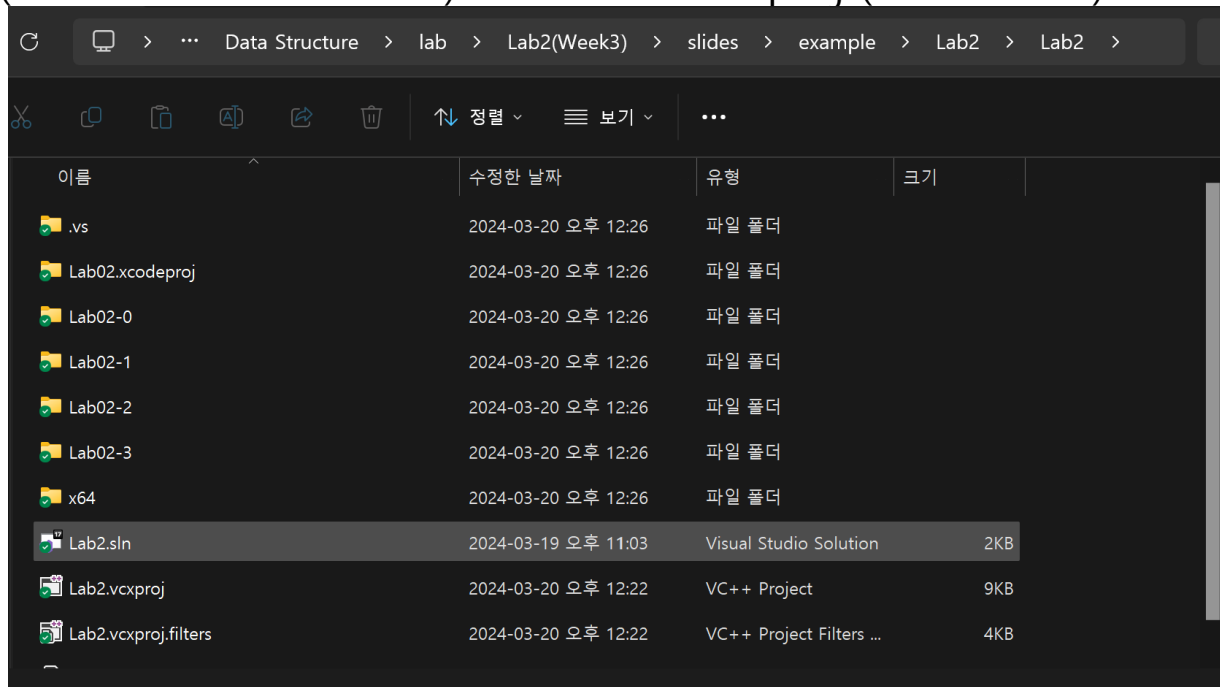 > ··· Data Structure > lab > Lab2(Week3) > slides > example > Lab2 > Lab2 >
정렬 보기 ···
이름 수정한 날짜 유형 크기
.vs 2024-03-20 오후 12:26 파일 폴더
Lab02.xcodeproj 2024-03-20 오후 12:26 파일 폴더
Lab02-0 2024-03-20 오후 12:26 파일 폴더
Lab02-1 2024-03-20 오후 12:26 파일 폴더
Lab02-2 2024-03-20 오후 12:26 파일 폴더
Lab02-3 2024-03-20 오후 12:26 파일 폴더
x64 2024-03-20 오후 12:26 파일 폴더
Lab2.sln 2024-03-19 오후 11:03 Visual Studio Solution 2KB
Lab2.vcxproj 2024-03-20 오후 12:22 VC++ Project 9KB
Lab2.vcxproj.filters 2024-03-20 오후 12:22 VC++ Project Filters ... 4KB